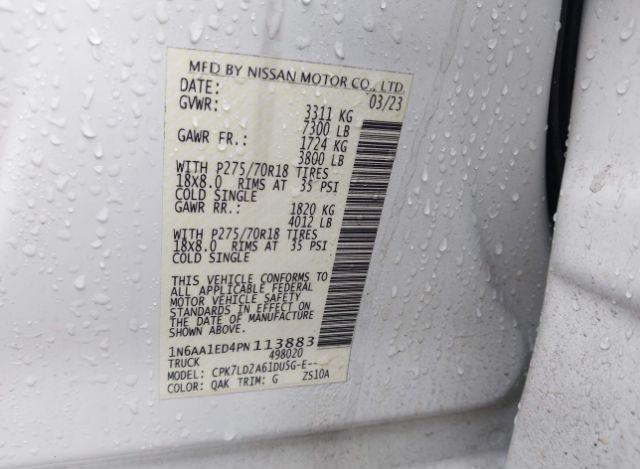 MFD BY NISSAN MOTOR CO., LTD.
DATE: 03/23
GVWR: 3311 KG
7300 LB
GAWR FR.: 1724 KG
3800 LB
WITH P275/70R18 TIRES
18X8.0 RIMS AT 35 PSI
COLD SINGLE
GAWR RR.: 1820 KG
4012 LB
WITH P275/70R18 TIRES
18X8.0 RIMS AT 35 PSI
COLD SINGLE
THIS VEHICLE CONFORMS TO
ALL APPLICABLE FEDERAL
MOTOR VEHICLE SAFETY
STANDARDS IN EFFECT ON
THE DATE OF MANUFACTURE
SHOWN ABOVE.
1N6AA1ED4PN113883
TRUCK 498020
MODEL: CPK7LD2A61DU5G-E--
COLOR: QAK TRIM: G ZS10A